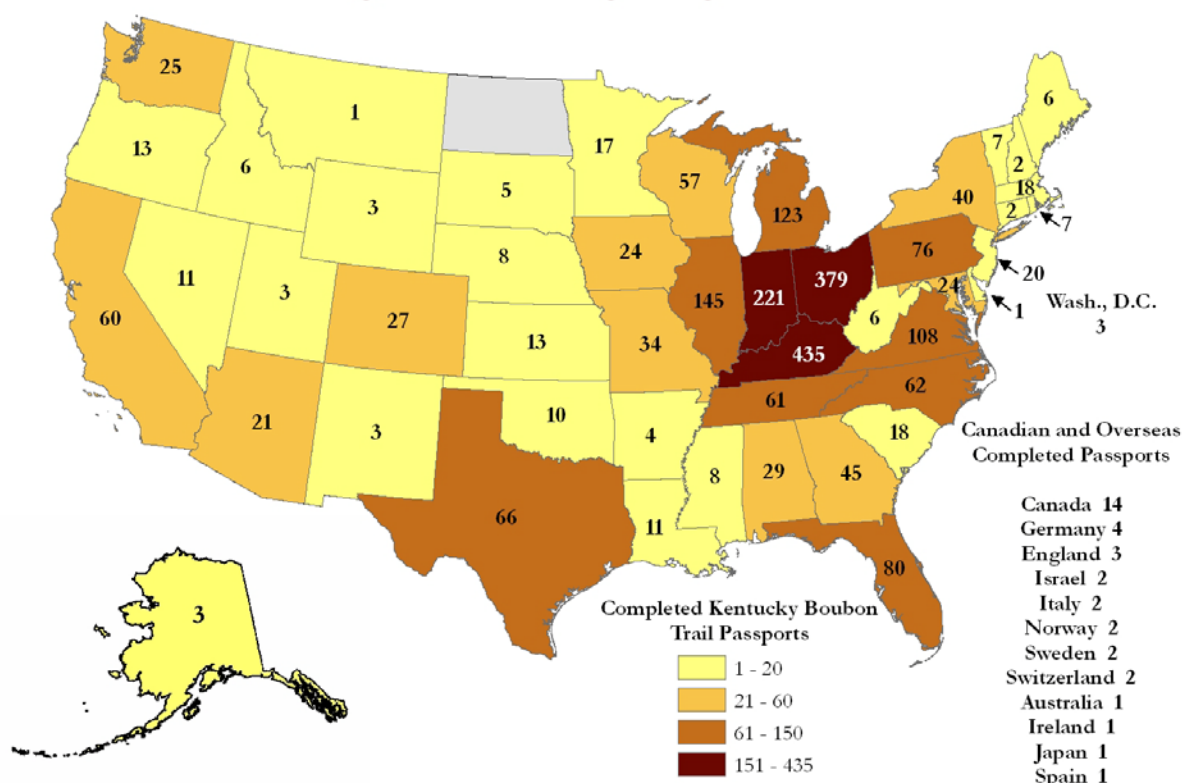 25
1
13
6
3
5
17
57
123
6
7
2
18
2
7
40
76
20
24
1
Wash., D.C.
3
11
3
8
24
145
221
379
6
108
60
27
13
34
435
62
61
21
3
10
4
18
Canadian and Overseas
Completed Passports
66
11
8
29
45
80
Canada 14
Germany 4
England 3
Israel 2
Italy 2
Norway 2
Sweden 2
Switzerland 2
Australia 1
Ireland 1
Japan 1
Spain 1
3
Completed Kentucky Boubon
Trail Passports
1 - 20
21 - 60
61 - 150
151 - 435